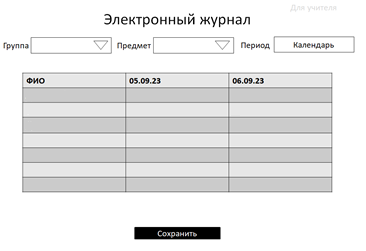 Для учителя
Электронный журнал
Группа Предмет Период Календарь
ФИО 05.09.23 06.09.23
Сохранить